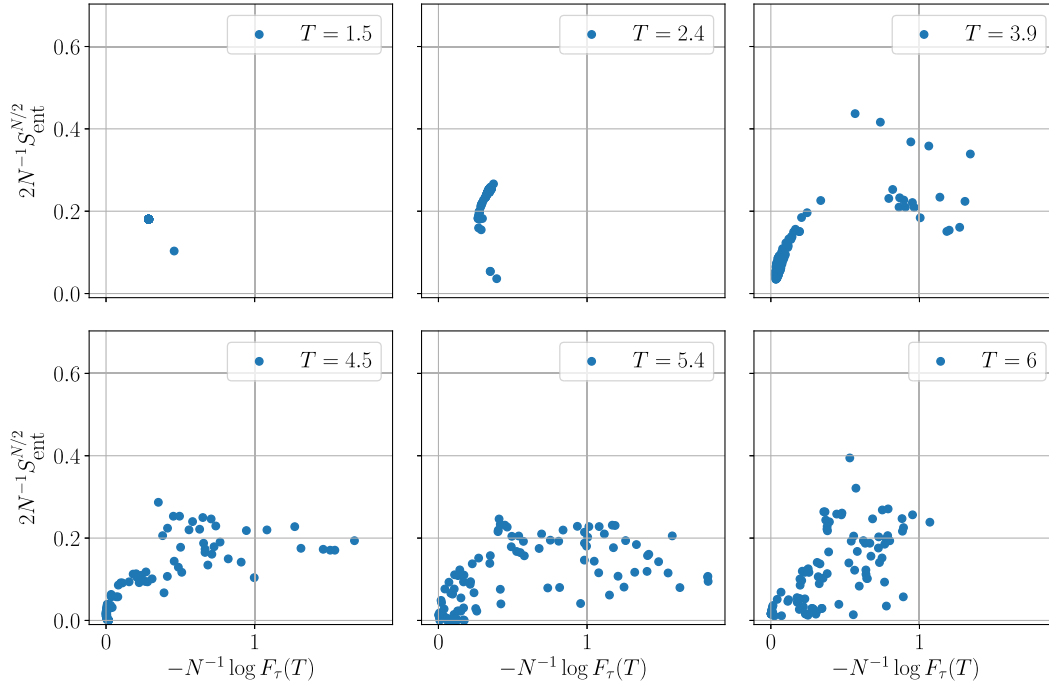 T = 1.5
T = 2.4
T = 3.9
0.6
0.4
0.2
0.0
2N^{-1} S_{ent}^{N/2}
T = 4.5
T = 5.4
T = 6
0.6
0.4
0.2
0.0
2N^{-1} S_{ent}^{N/2}
0 1
0 1
0 1
−N^{-1} log F_τ(T)
−N^{-1} log F_τ(T)
−N^{-1} log F_τ(T)